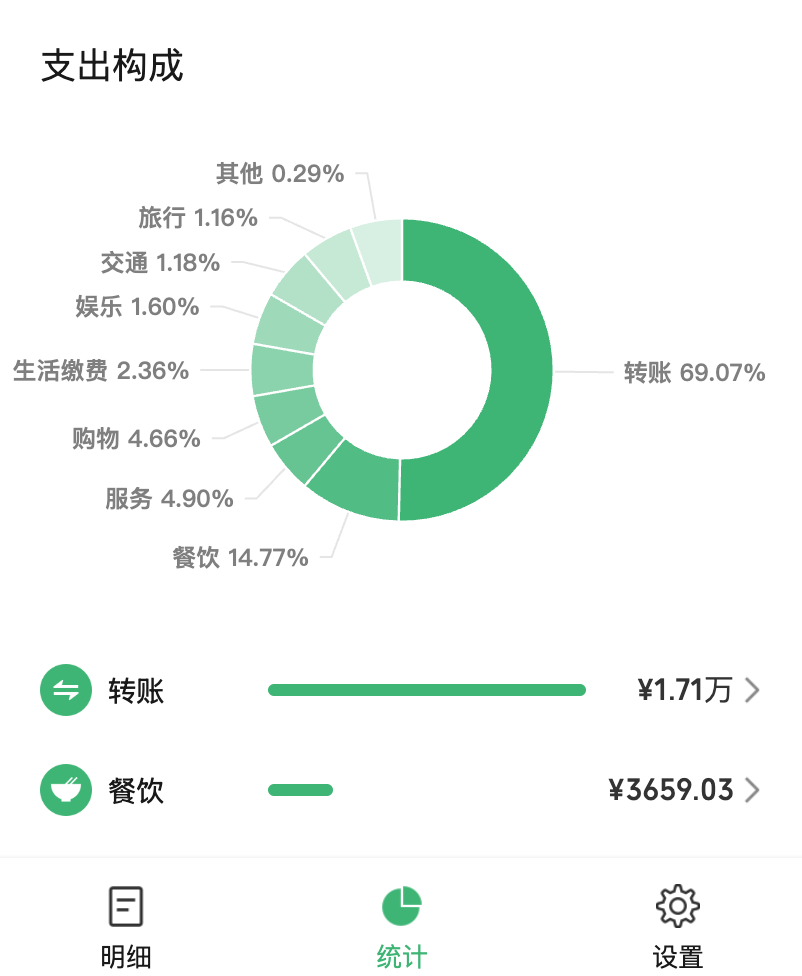 支出构成
其他 0.29%
旅行 1.16%
交通 1.18%
娱乐 1.60%
生活缴费 2.36%
转账 69.07%
购物 4.66%
服务 4.90%
餐饮 14.77%
转账 ¥1.71万
餐饮 ¥3659.03
明细 统计 设置